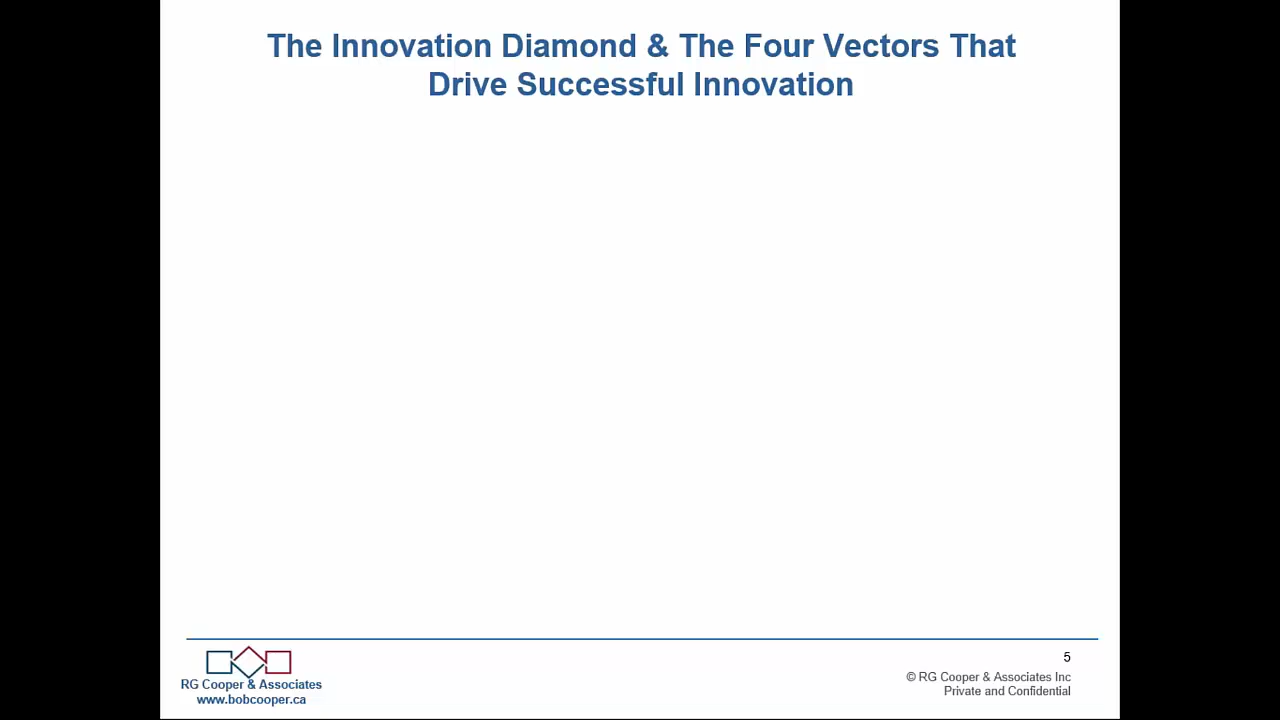 The Innovation Diamond & The Four Vectors That
Drive Successful Innovation
5
© RG Cooper & Associates Inc
Private and Confidential
RG Cooper & Associates
www.bobcooper.ca